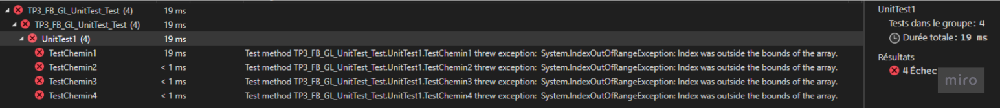 TP3_FB_GL_UnitTest_Test (4) 19 ms
TP3_FB_GL_UnitTest_Test (4) 19 ms
UnitTest1 (4) 19 ms
TestChemin1 19 ms Test method TP3_FB_GL_UnitTest_Test.UnitTest1.TestChemin1 threw exception: System.IndexOutOfRangeException: Index was outside the bounds of the array.
TestChemin2 < 1 ms Test method TP3_FB_GL_UnitTest_Test.UnitTest1.TestChemin2 threw exception: System.IndexOutOfRangeException: Index was outside the bounds of the array.
TestChemin3 < 1 ms Test method TP3_FB_GL_UnitTest_Test.UnitTest1.TestChemin3 threw exception: System.IndexOutOfRangeException: Index was outside the bounds of the array.
TestChemin4 < 1 ms Test method TP3_FB_GL_UnitTest_Test.UnitTest1.TestChemin4 threw exception: System.IndexOutOfRangeException: Index was outside the bounds of the array.
UnitTest1
Tests dans le groupe: 4
Durée totale: 19 ms
Résultats
4 Échec
miro